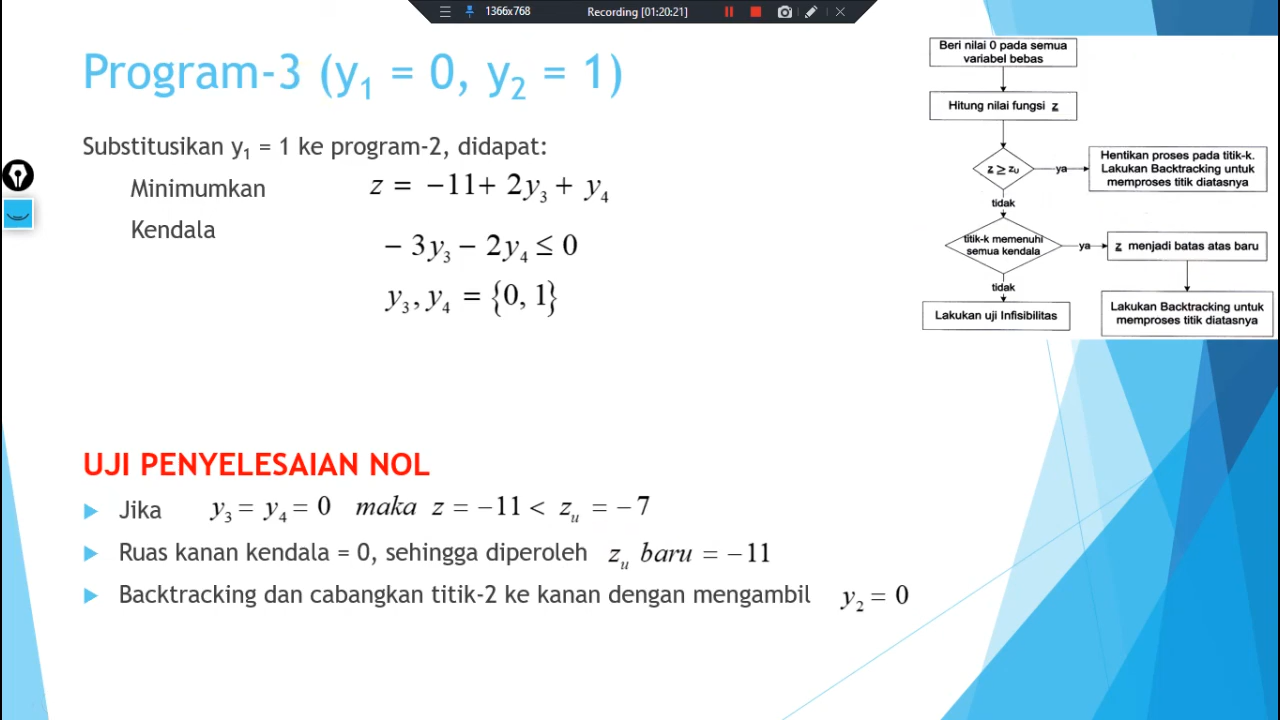 1366x768
Recording [01:20:21]
Program-3 (y₁ = 0, y₂ = 1)
Substitusikan y₁ = 1 ke program-2, didapat:
Minimumkan z = −11+ 2y₃ + y₄
Kendala
− 3y₃ − 2y₄ ≤ 0
y₃, y₄ = {0, 1}
Beri nilai 0 pada semua
variabel bebas
Hitung nilai fungsi z
z ≥ zᵤ
ya
Hentikan proses pada titik-k.
Lakukan Backtracking untuk
memproses titik diatasnya
tidak
titik-k memenuhi
semua kendala
ya
z menjadi batas atas baru
tidak
Lakukan uji Infisibilitas
Lakukan Backtracking untuk
memproses titik diatasnya
UJI PENYELESAIAN NOL
Jika y₃ = y₄ = 0 maka z = −11 < zᵤ = − 7
Ruas kanan kendala = 0, sehingga diperoleh zᵤ baru = −11
Backtracking dan cabangkan titik-2 ke kanan dengan mengambil y₂ = 0